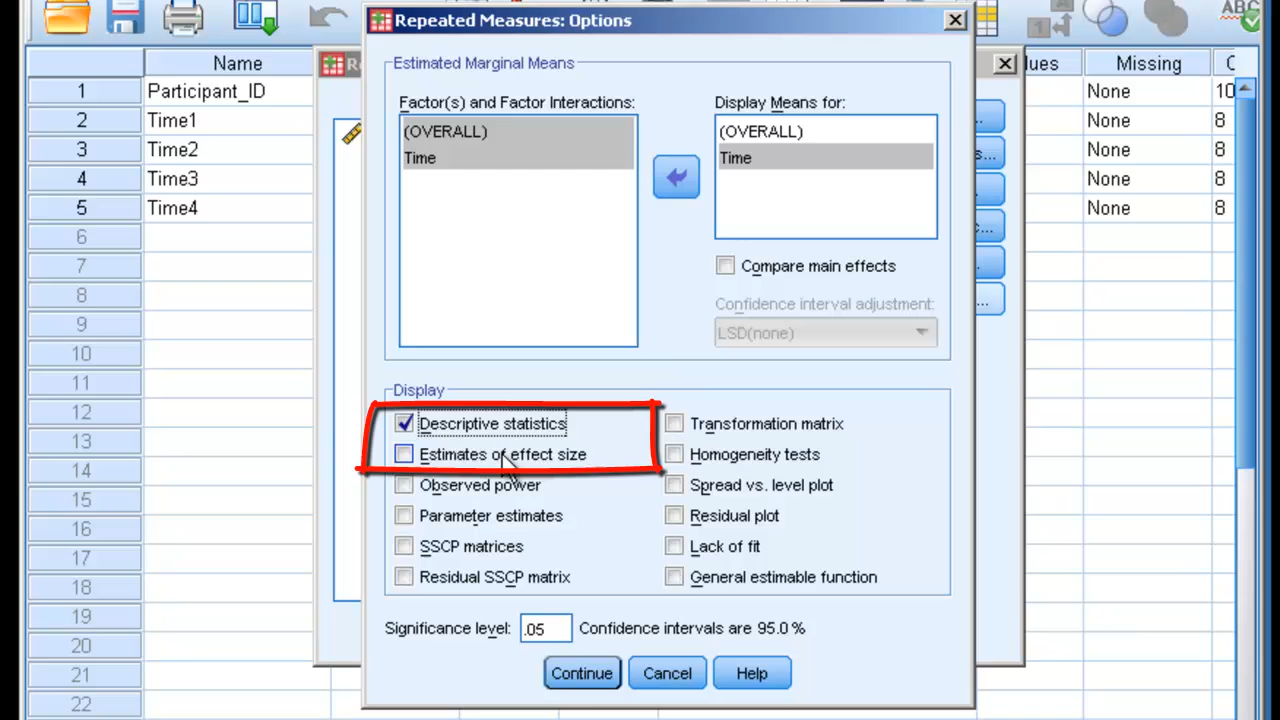 Repeated Measures: Options
ABC
Name
ues
Missing
C
1 Participant_ID None 10
2 Time1 None 8
3 Time2 None 8
4 Time3 None 8
5 Time4 None 8
6
7
8
9
10
11
12
13
14
15
16
17
18
19
20
21
22
Estimated Marginal Means
Factor(s) and Factor Interactions:
(OVERALL)
Time
Display Means for:
(OVERALL)
Time
Compare main effects
Confidence interval adjustment:
LSD(none)
Display
Descriptive statistics
Estimates of effect size
Observed power
Parameter estimates
SSCP matrices
Residual SSCP matrix
Transformation matrix
Homogeneity tests
Spread vs. level plot
Residual plot
Lack of fit
General estimable function
Significance level: .05 Confidence intervals are 95.0 %
Continue Cancel Help